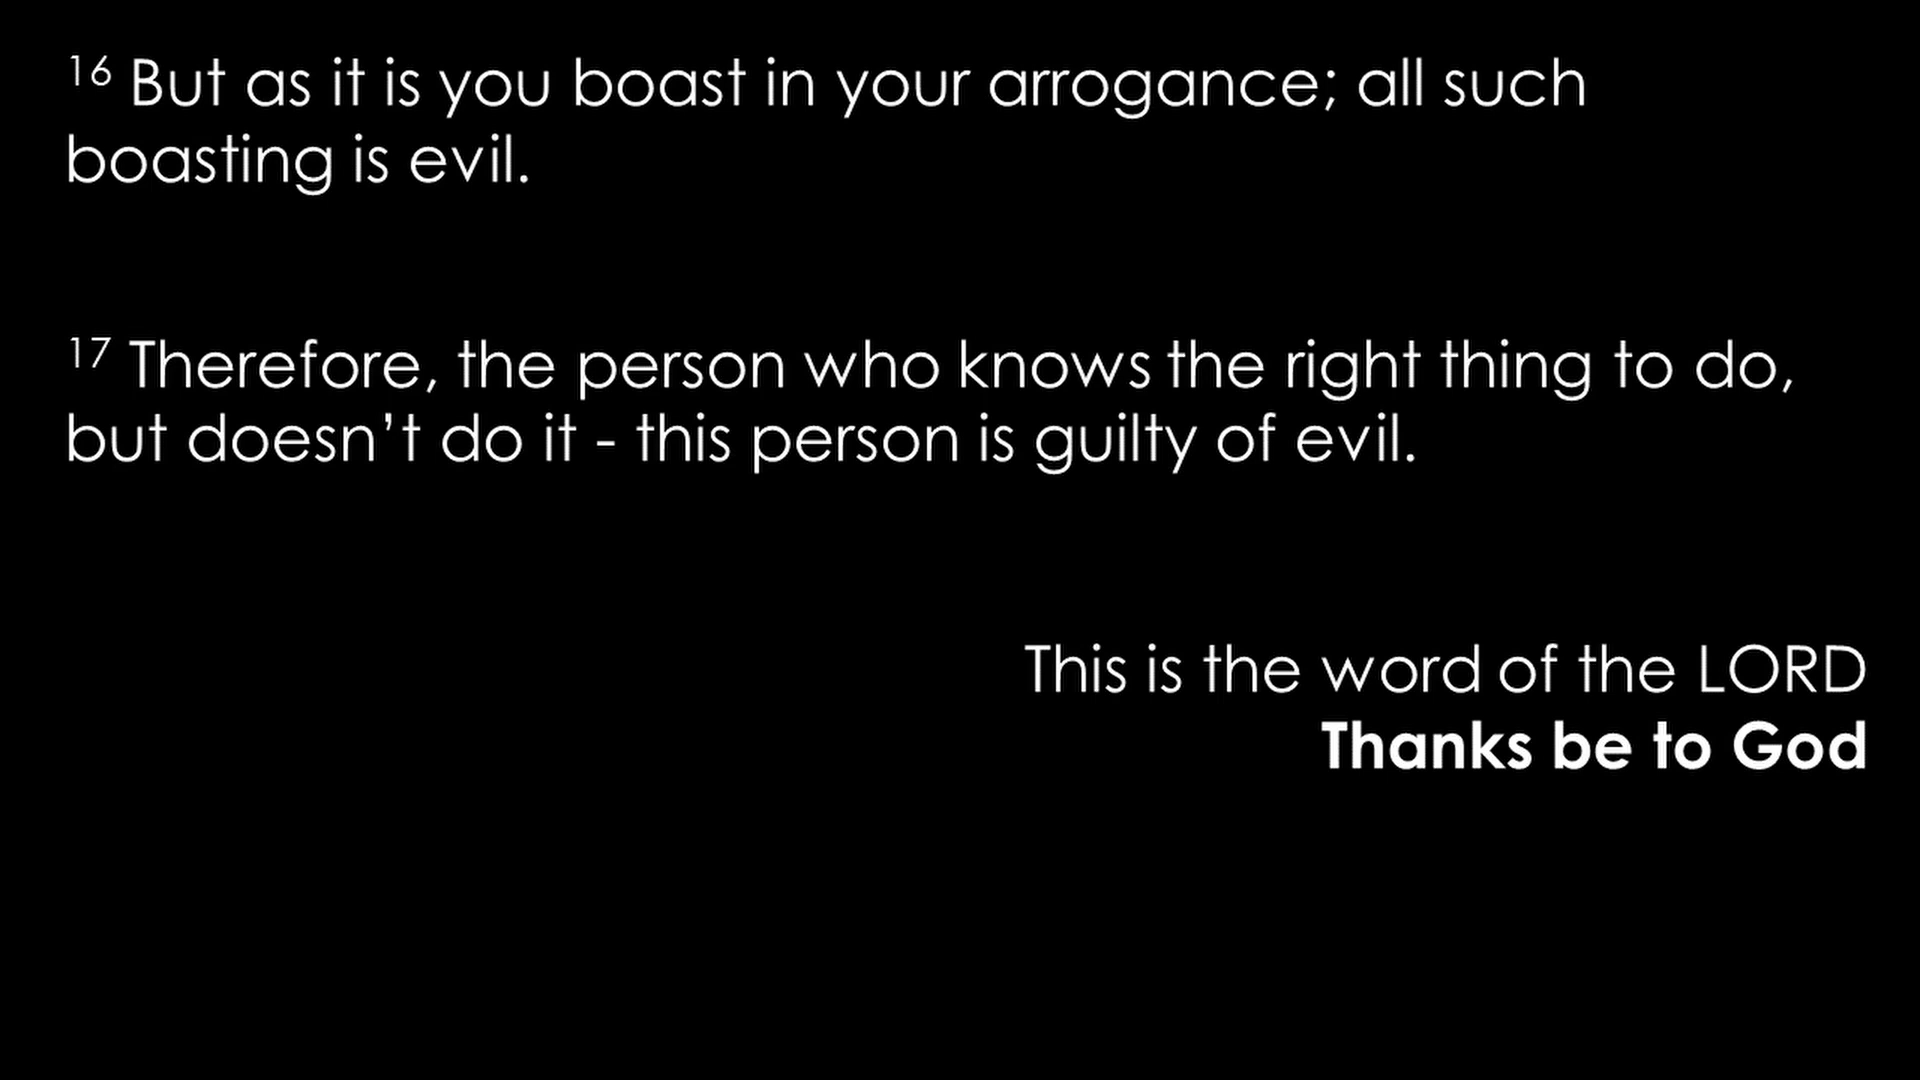 16 But as it is you boast in your arrogance; all such
boasting is evil.
17 Therefore, the person who knows the right thing to do,
but doesn’t do it - this person is guilty of evil.
This is the word of the LORD
Thanks be to God